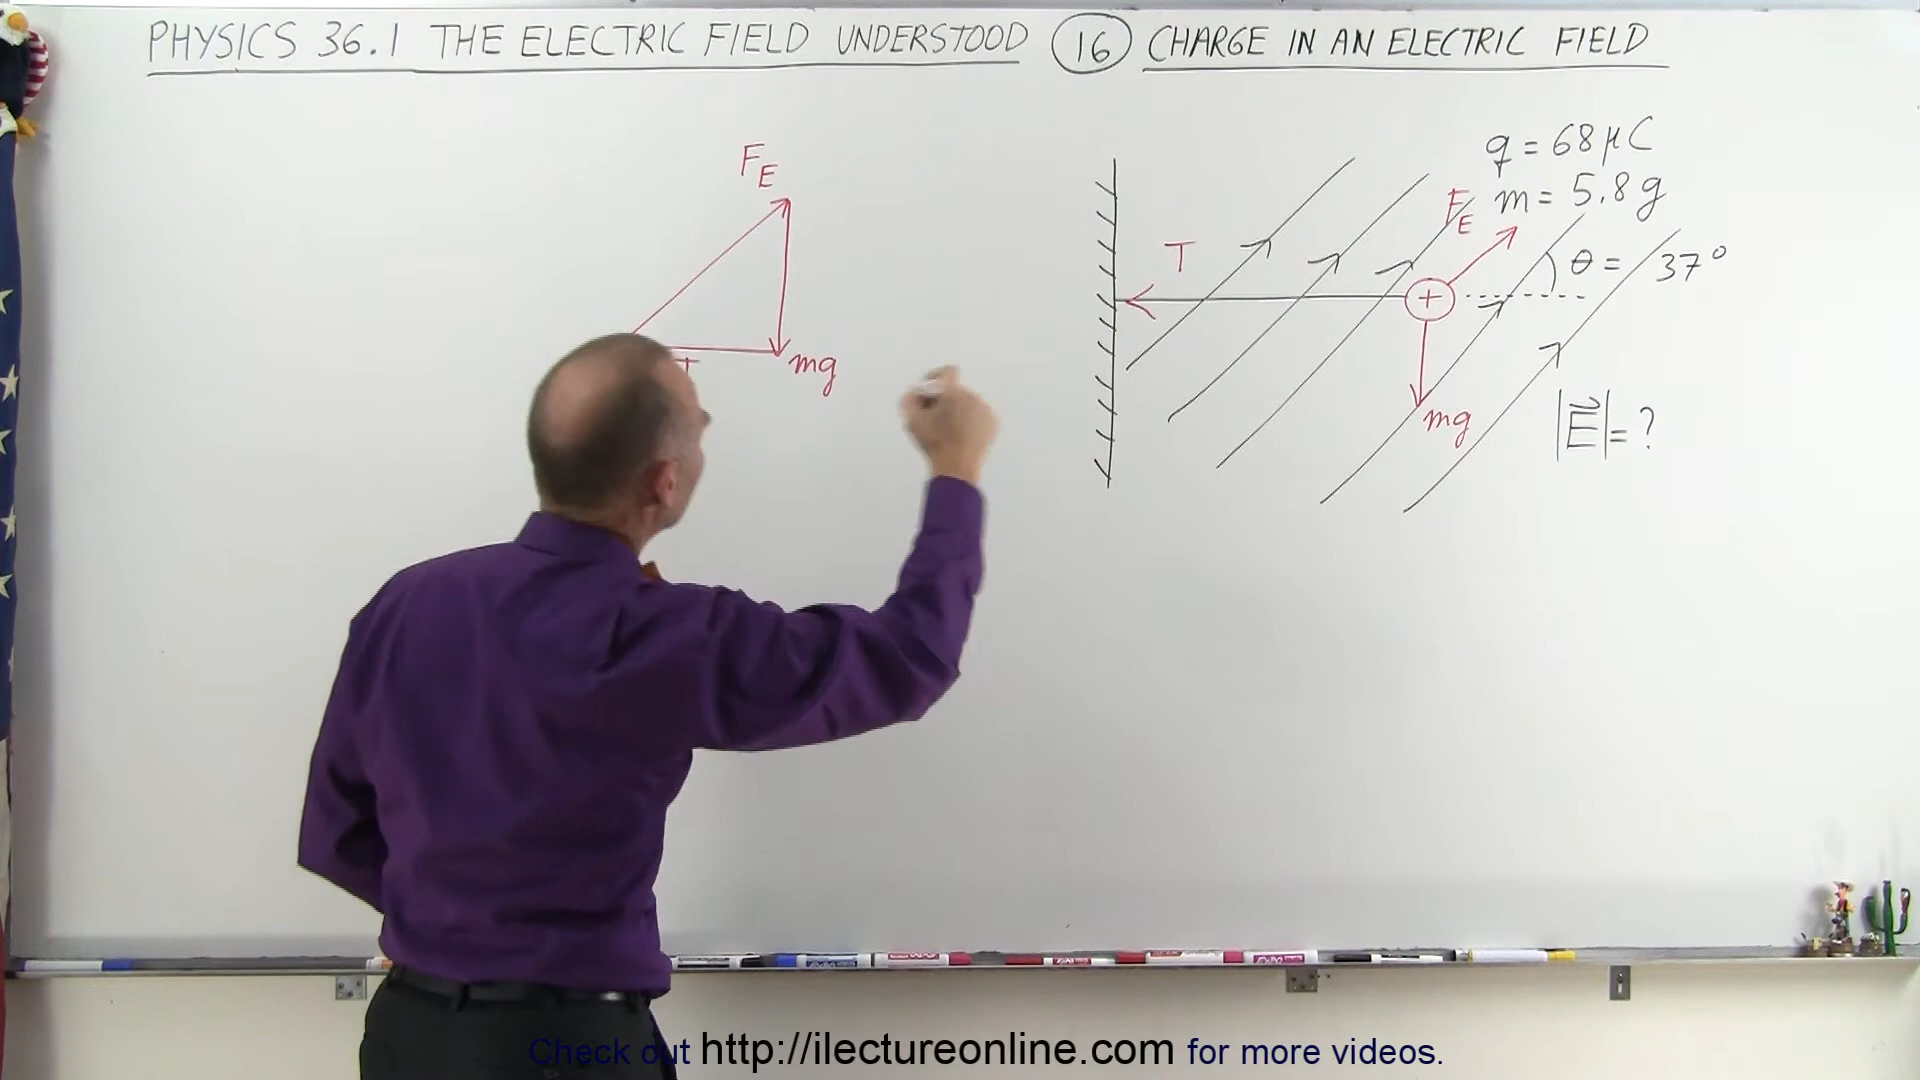 PHYSICS 36.1 THE ELECTRIC FIELD UNDERSTOOD 16 CHARGE IN AN ELECTRIC FIELD
q = 68 μC
m = 5.8 g
F_E
F_E
T
θ = 37°
+
T
mg
mg
|E⃗| = ?
Check out http://ilectureonline.com for more videos.